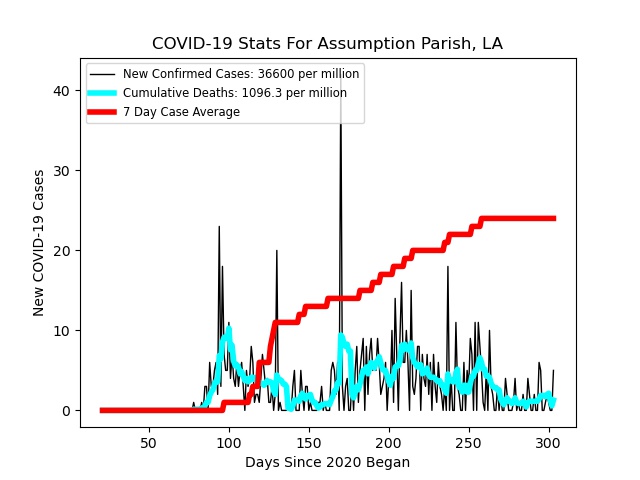 COVID-19 Stats For Assumption Parish, LA
New Confirmed Cases: 36600 per million
Cumulative Deaths: 1096.3 per million
7 Day Case Average
New COVID-19 Cases
40
30
20
10
0
50 100 150 200 250 300
Days Since 2020 Began